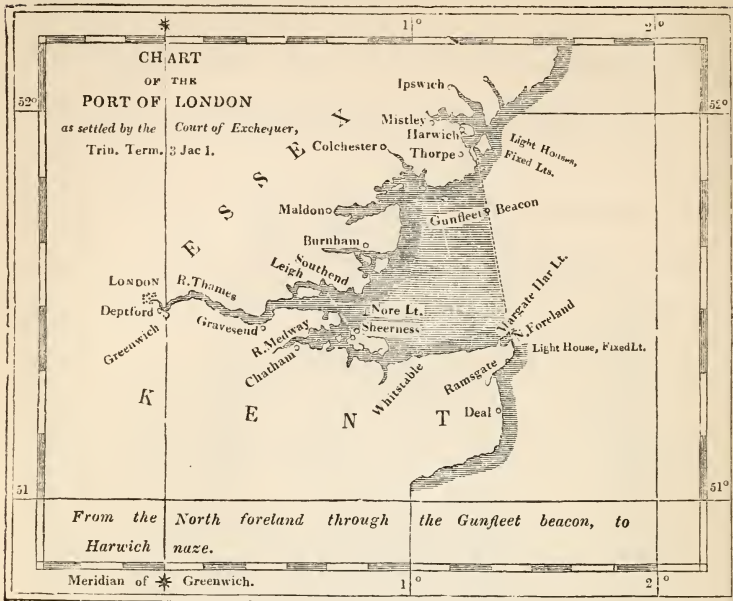 1°
2°
CHART
OF THE
PORT OF LONDON
as settled by the Court of Exchequer,
Trin. Term. 3 Jac 1.
52°
52°
ESSEX
Ipswich
Mistley
Harwich
Colchester
Thorpe
Light Houses,
Fixed Lts.
Maldon
Gunfleet Beacon
Burnham
Southend
Leigh
LONDON
R. Thames
Deptford
Greenwich
Gravesend
Nore Lt.
Sheerness
R. Medway
Chatham
Margate Har Lt.
N. Foreland
Light House, Fixed Lt.
Whitstable
Ramsgate
Deal
KENT
51
51°
From the North foreland through the Gunfleet beacon, to
Harwich naze.
Meridian of Greenwich.
1°
2°